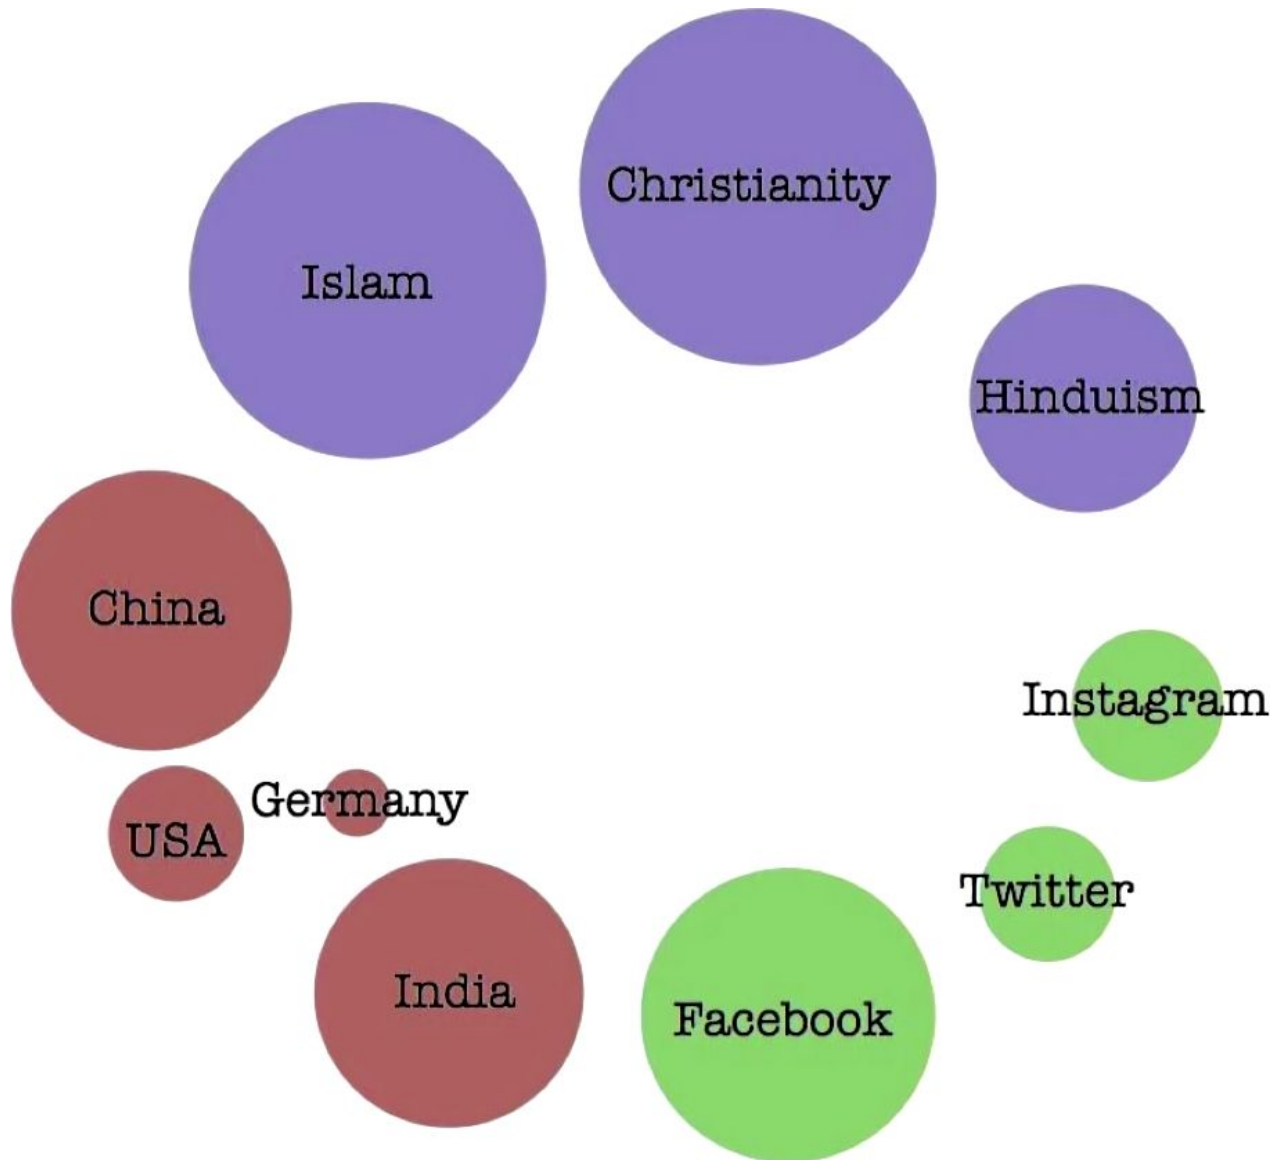 Christianity
Islam
Hinduism
China
Instagram
Germany
USA
Twitter
India
Facebook